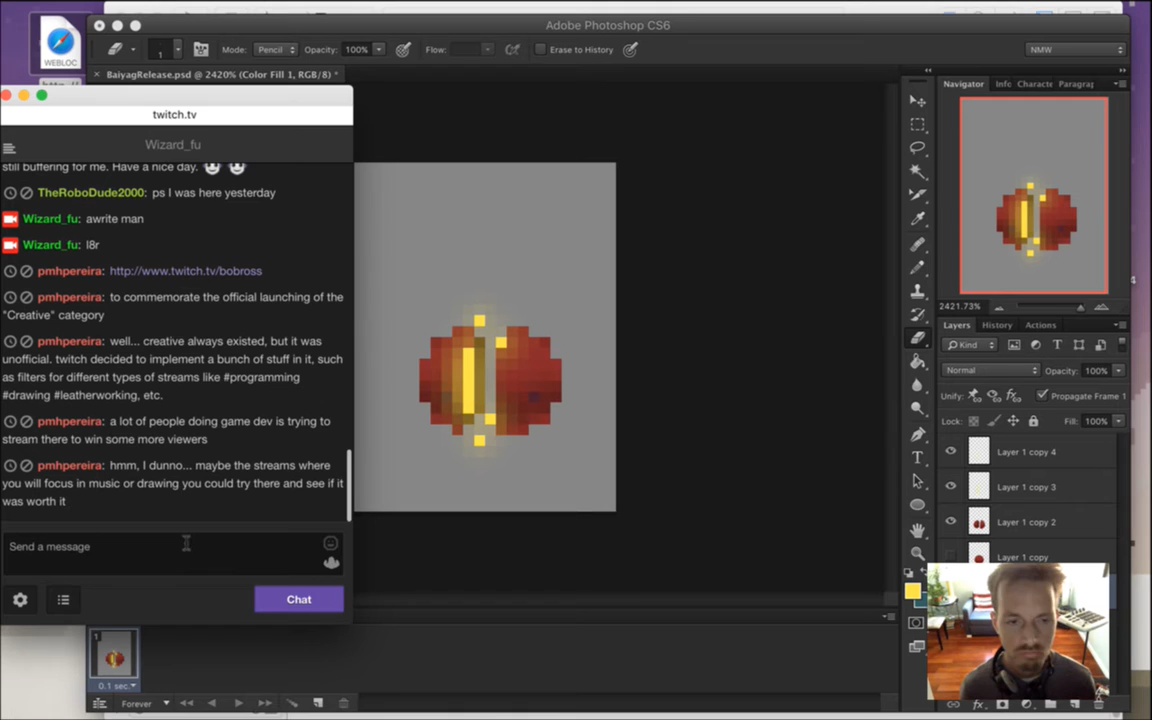 Adobe Photoshop CS6
WEBLOC
1
Mode: Pencil
Opacity: 100%
Flow:
Erase to History
NMW
BaiyagRelease.psd @ 2420% (Color Fill 1, RGB/8) *
twitch.tv
Wizard_fu
still buffering for me. Have a nice day.
TheRoboDude2000: ps I was here yesterday
Wizard_fu: awrite man
Wizard_fu: l8r
pmhpereira: http://www.twitch.tv/bobross
pmhpereira: to commemorate the official launching of the
"Creative" category
pmhpereira: well... creative always existed, but it was
unofficial. twitch decided to implement a bunch of stuff in it, such
as filters for different types of streams like #programming
#drawing #leatherworking, etc.
pmhpereira: a lot of people doing game dev is trying to
stream there to win some more viewers
pmhpereira: hmm, I dunno... maybe the streams where
you will focus in music or drawing you could try there and see if it
was worth it
Send a message
Chat
1
0.1 sec.
Forever
Navigator
Info
Character
Paragraph
2421.73%
Layers
History
Actions
Kind
Normal
Opacity: 100%
Unify:
Propagate Frame 1
Lock:
Fill: 100%
Layer 1 copy 4
Layer 1 copy 3
Layer 1 copy 2
Layer 1 copy